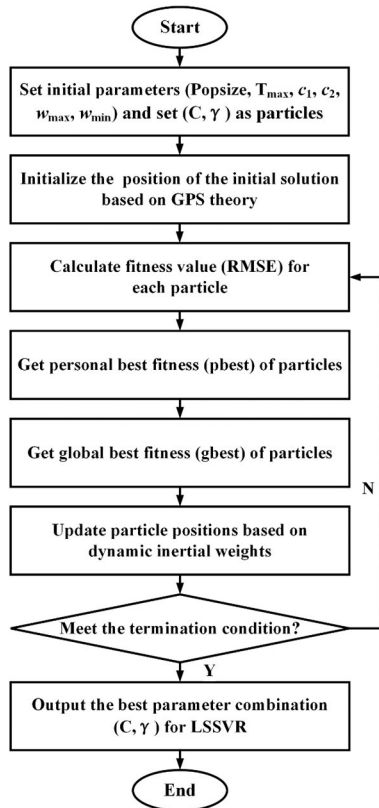 Start
Set initial parameters (Popsize, Tmax, c1, c2,
wmax, wmin) and set (C, γ ) as particles
Initialize the position of the initial solution
based on GPS theory
Calculate fitness value (RMSE) for
each particle
Get personal best fitness (pbest) of particles
Get global best fitness (gbest) of particles
N
Update particle positions based on
dynamic inertial weights
Meet the termination condition?
Y
Output the best parameter combination
(C, γ ) for LSSVR
End